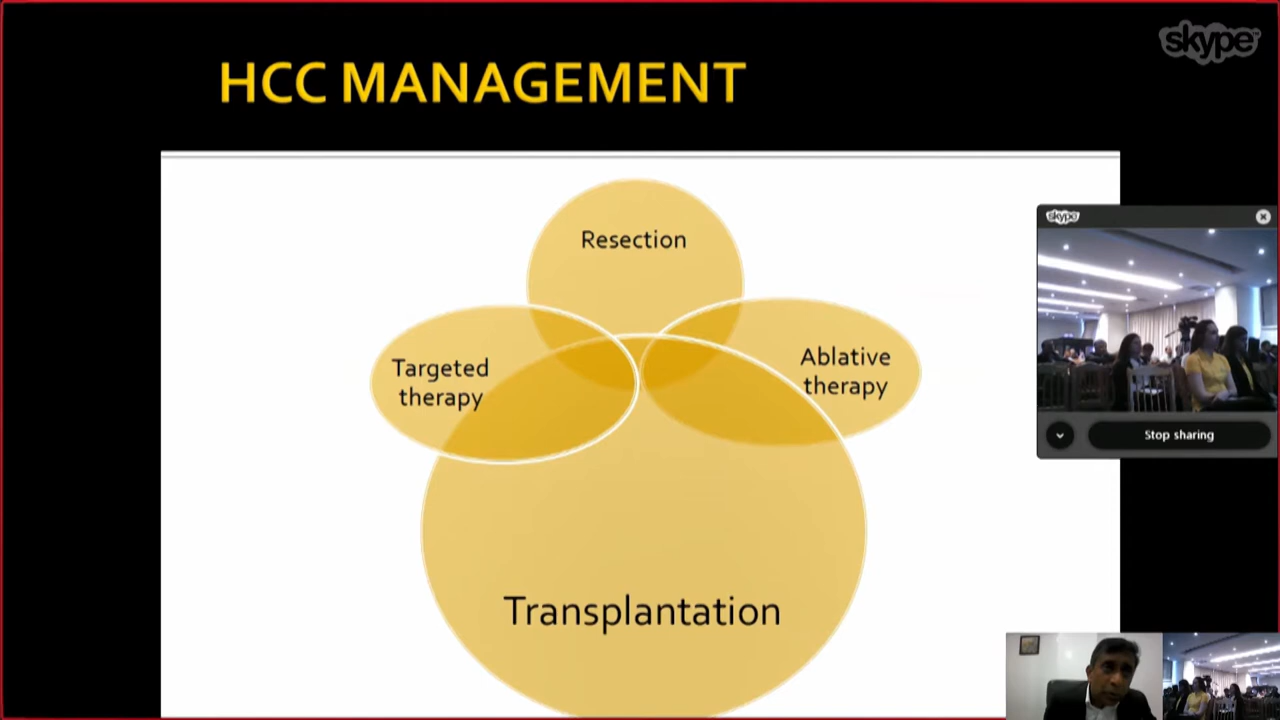 skype
HCC MANAGEMENT
Resection
Targeted
therapy
Ablative
therapy
Transplantation
skype
Stop sharing